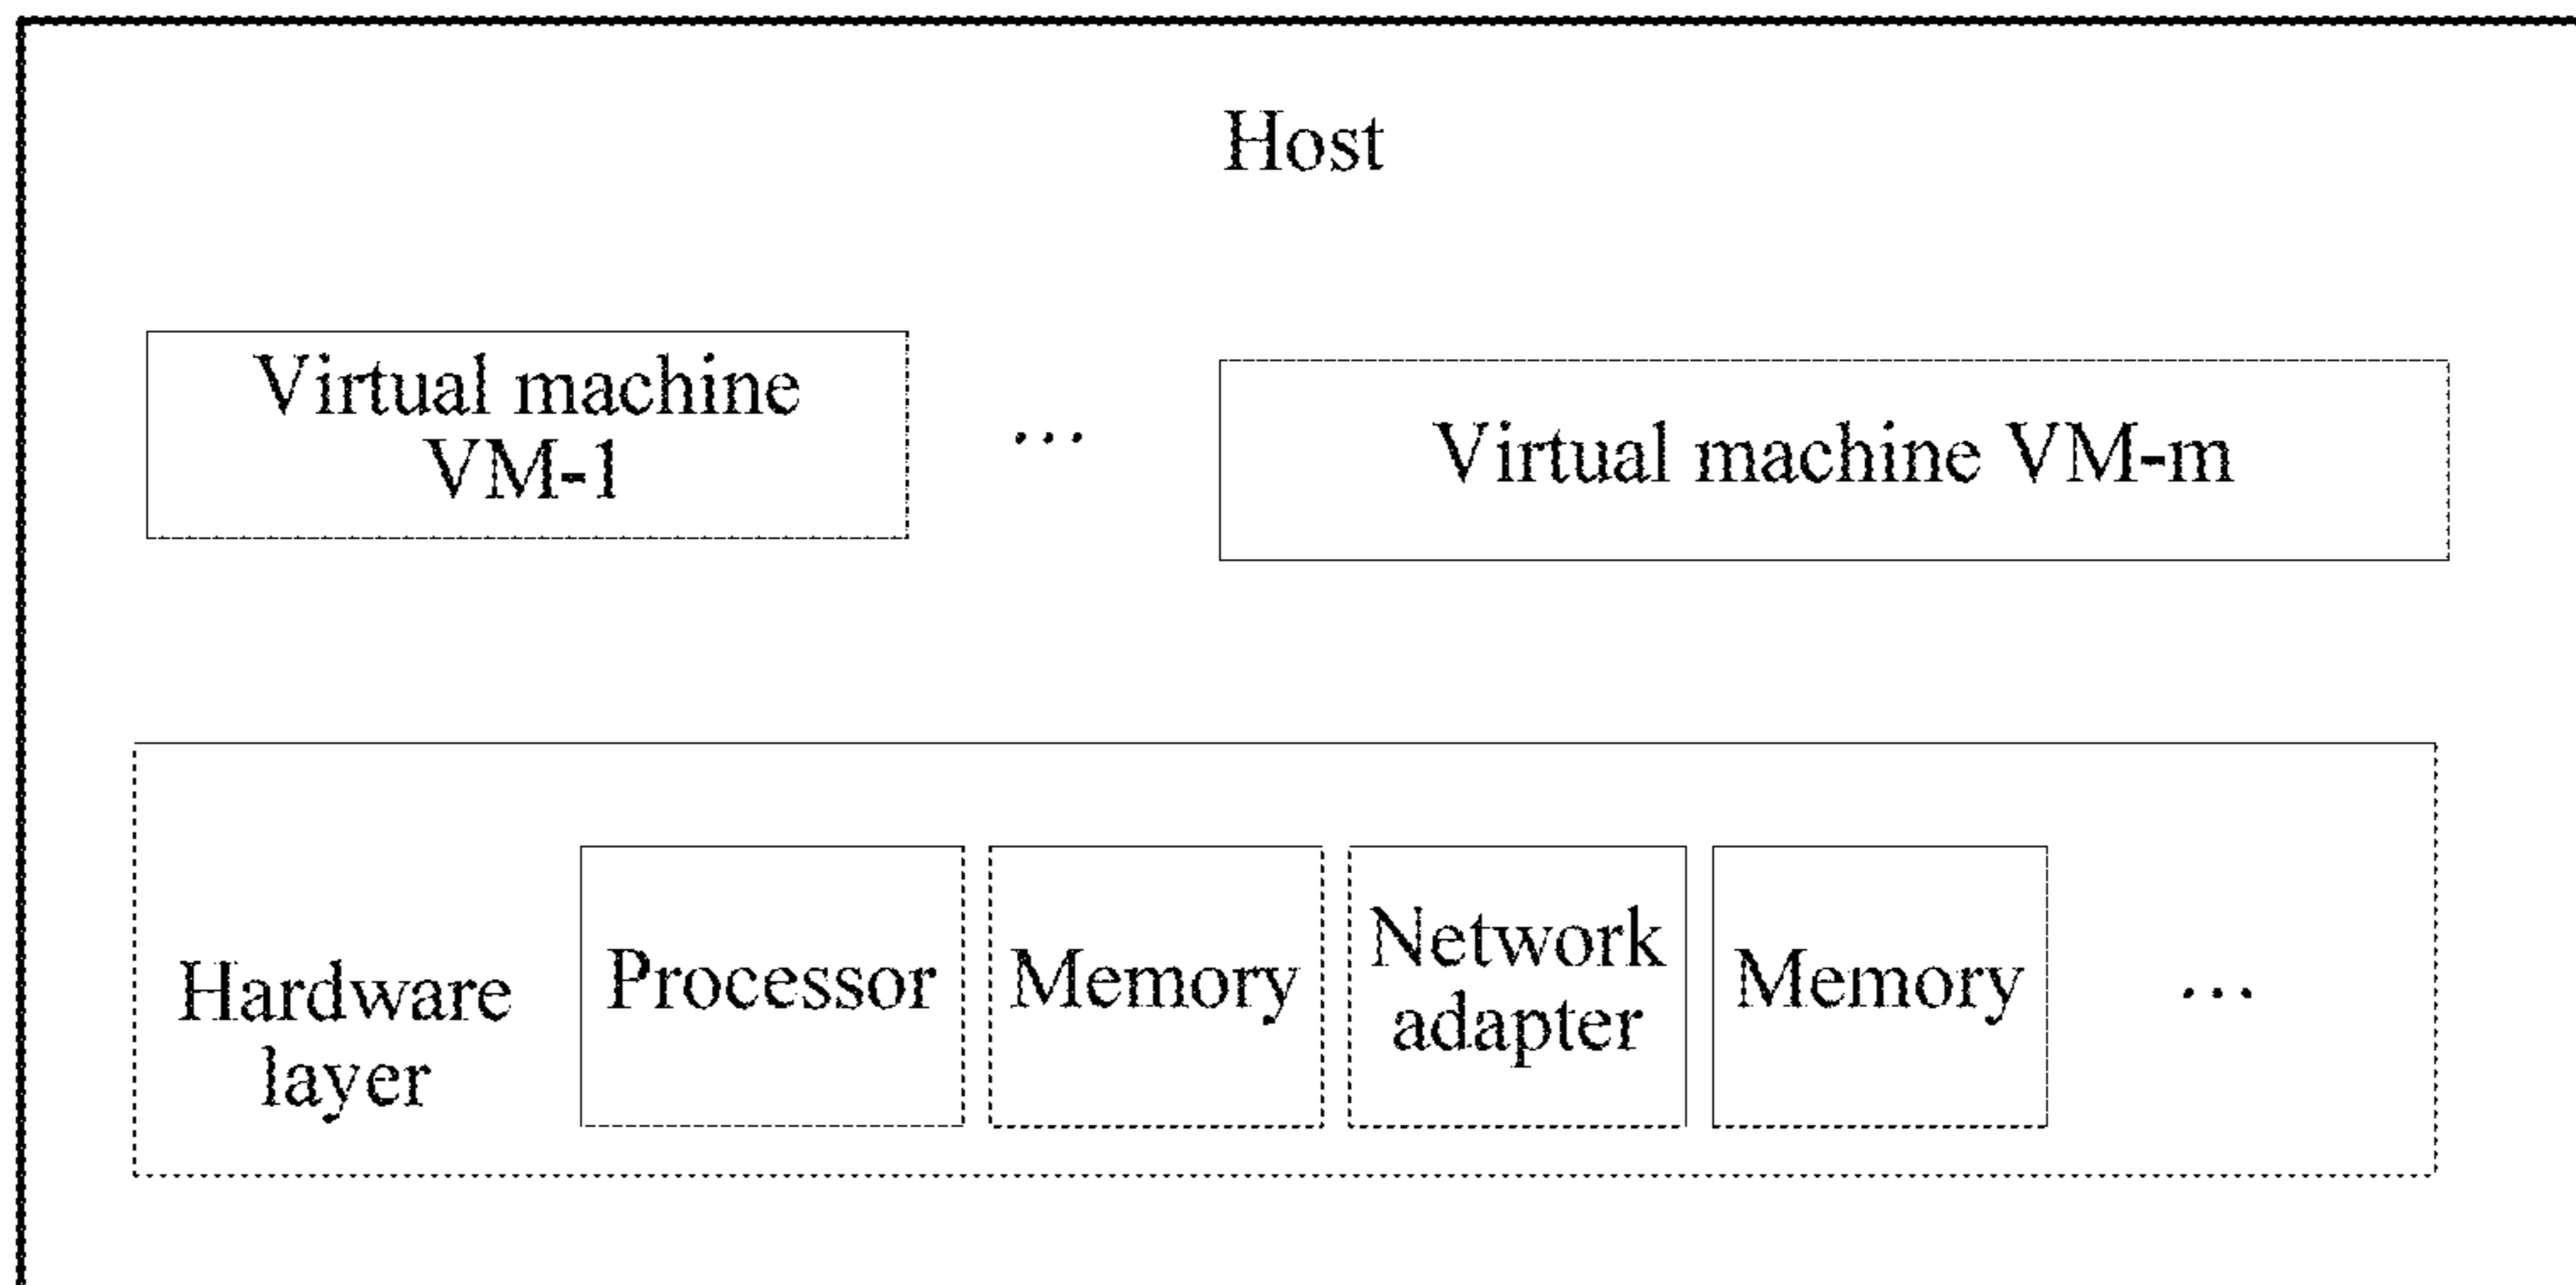 Host
Virtual machine
VM-1
...
Virtual machine VM-m
Hardware
layer
Processor
Memory
Network
adapter
Memory
...